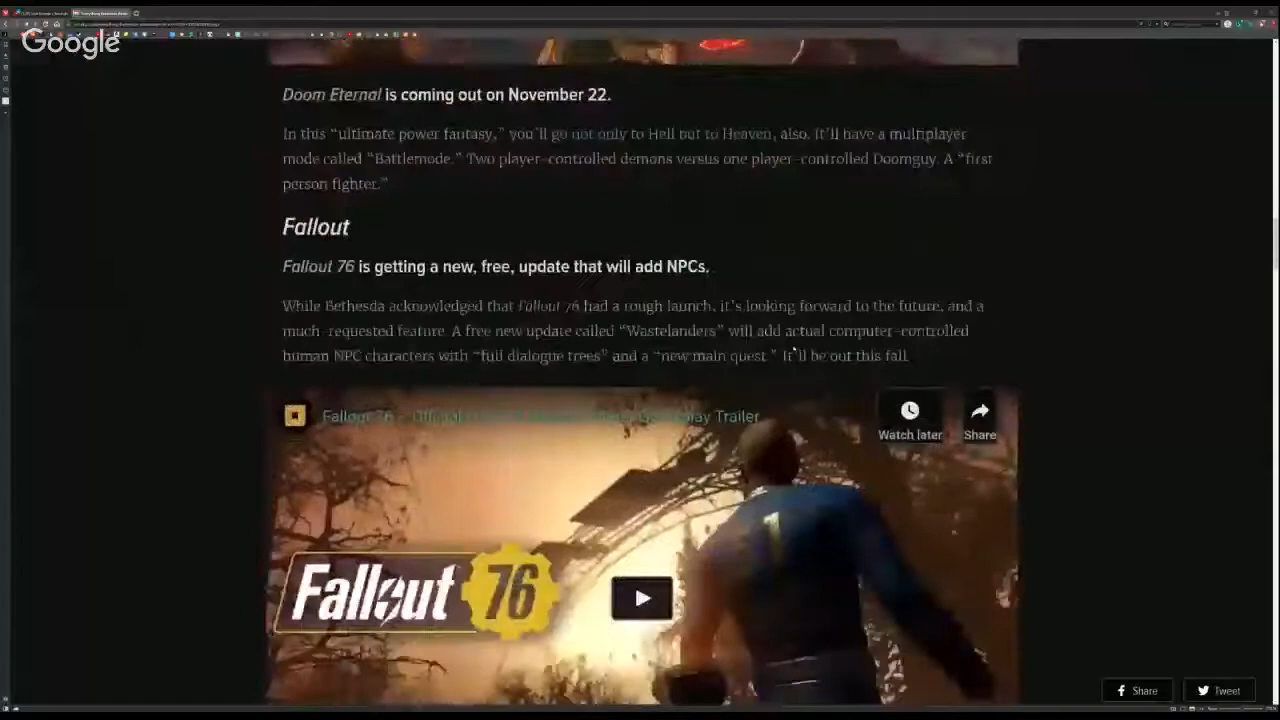 Google
Doom Eternal is coming out on November 22.
In this “ultimate power fantasy,” you'll go not only to Hell but to Heaven, also. It'll have a multiplayer
mode called “Battlemode.” Two player-controlled demons versus one player-controlled Doomguy. A “first
person fighter.”
Fallout
Fallout 76 is getting a new, free, update that will add NPCs.
While Bethesda acknowledged that Fallout 76 had a rough launch, it's looking forward to the future, and a
much-requested feature. A free new update called “Wastelanders” will add actual computer-controlled
human NPC characters with “full dialogue trees” and a “new main quest.” It'll be out this fall.
Fallout 76 - Trailer
Watch later
Share
Fallout 76
Share
Tweet